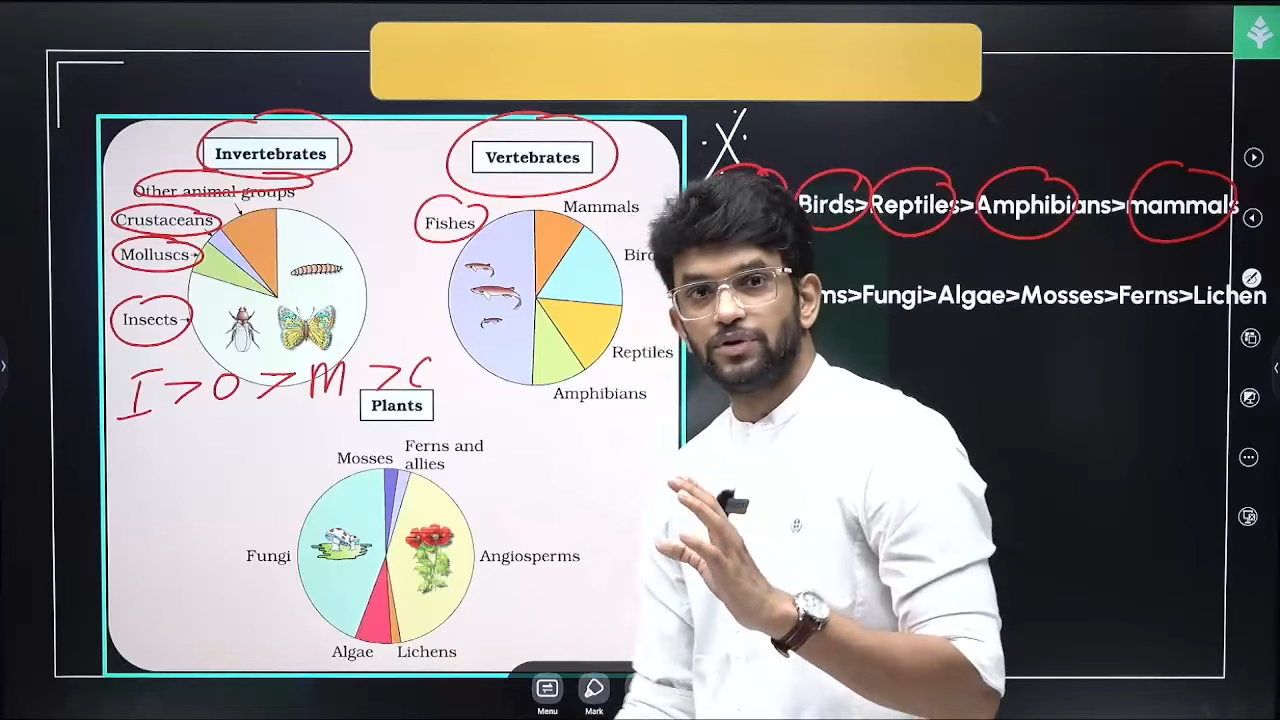 Invertebrates
Vertebrates
Other animal groups
Crustaceans
Molluscs
Insects
Fishes
Mammals
Reptiles
Amphibians
Birds>Reptiles>Amphibians>mammals
>Fungi>Algae>Mosses>Ferns>Lichen
I > O > M > C
Plants
Mosses
Ferns and
allies
Fungi
Angiosperms
Algae
Lichens
Menu
Mark